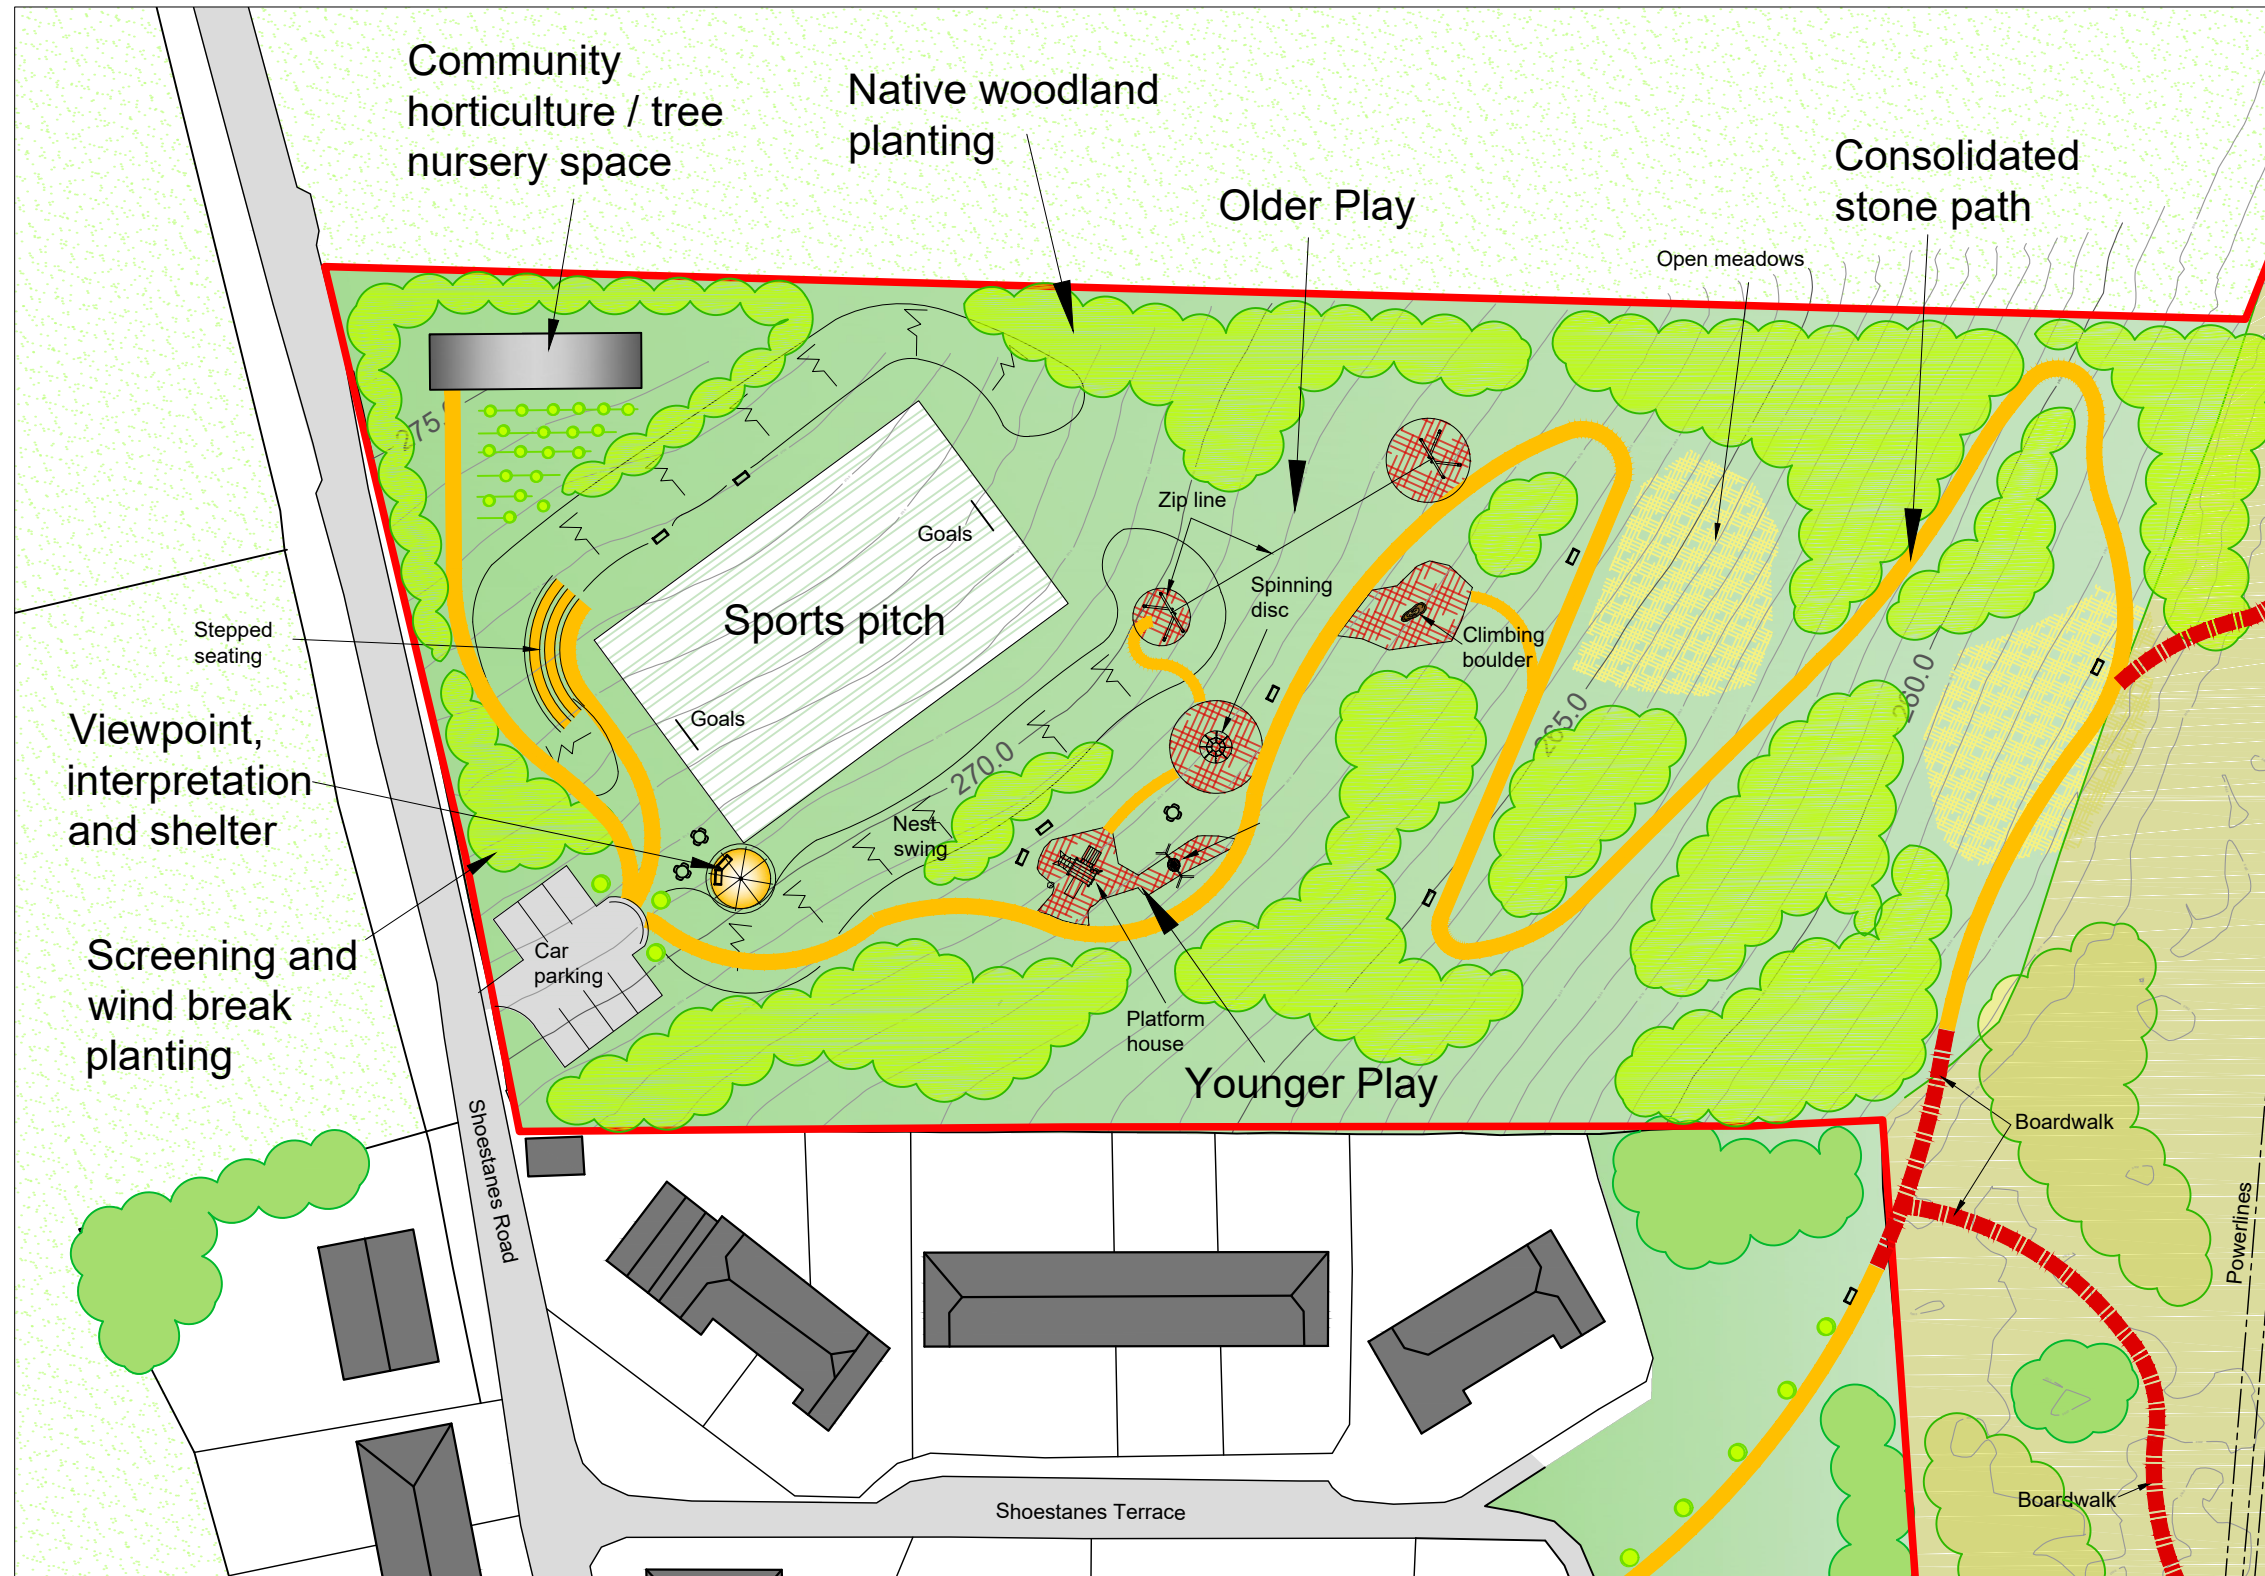 Community
horticulture / tree
nursery space
Native woodland
planting
Older Play
Consolidated
stone path
Open meadows
Zip line
Goals
Spinning
disc
Sports pitch
Stepped
seating
Climbing
boulder
Goals
260.0
265.0
270.0
Viewpoint,
interpretation
and shelter
Nest
swing
Screening and
wind break
planting
Car
parking
Platform
house
Younger Play
Boardwalk
Shoestanes Road
Powerlines
Boardwalk
Shoestanes Terrace